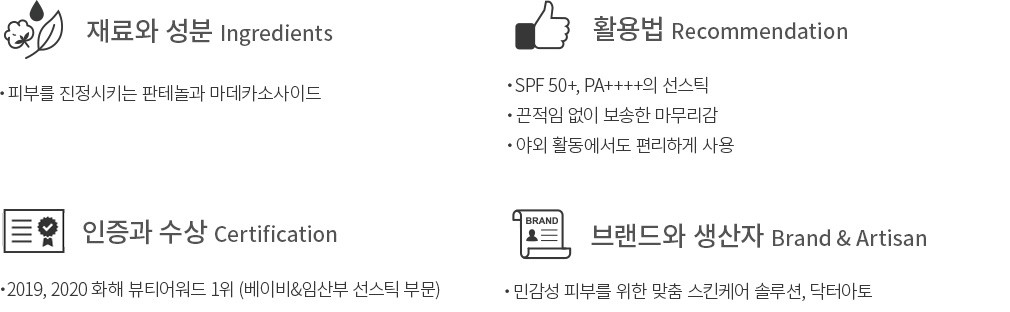 재료와 성분 Ingredients
• 피부를 진정시키는 판테놀과 마데카소사이드
활용법 Recommendation
• SPF 50+, PA++++의 선스틱
• 끈적임 없이 보송한 마무리감
• 야외 활동에서도 편리하게 사용
인증과 수상 Certification
• 2019, 2020 화해 뷰티어워드 1위 (베이비&임산부 선스틱 부문)
BRAND
브랜드와 생산자 Brand & Artisan
• 민감성 피부를 위한 맞춤 스킨케어 솔루션, 닥터아토